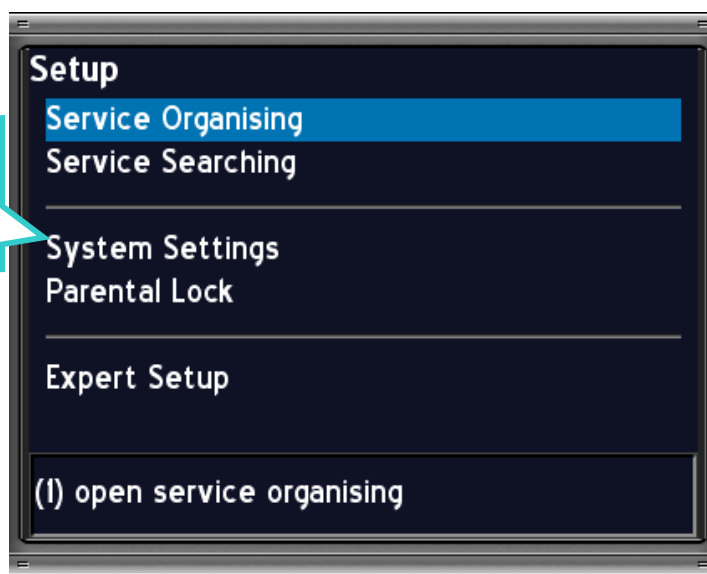 Setup
Service Organising
Service Searching
System Settings
Parental Lock
Expert Setup
(1) open service organising